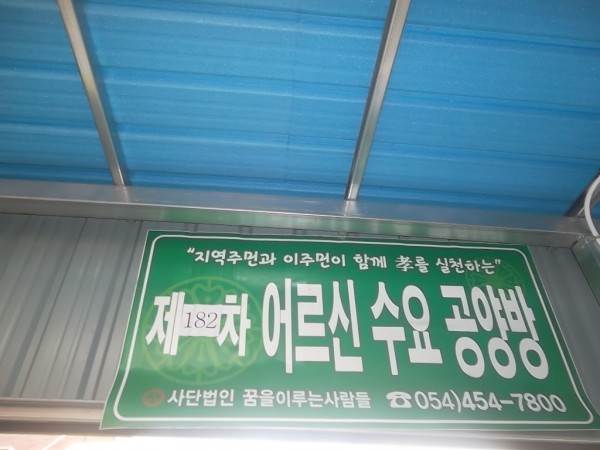 “지역주민과 이주민이 함께 孝를 실천하는”
제182차 어르신 수요 공양방
사단법인 꿈을이루는사람들 ☎054)454-7800